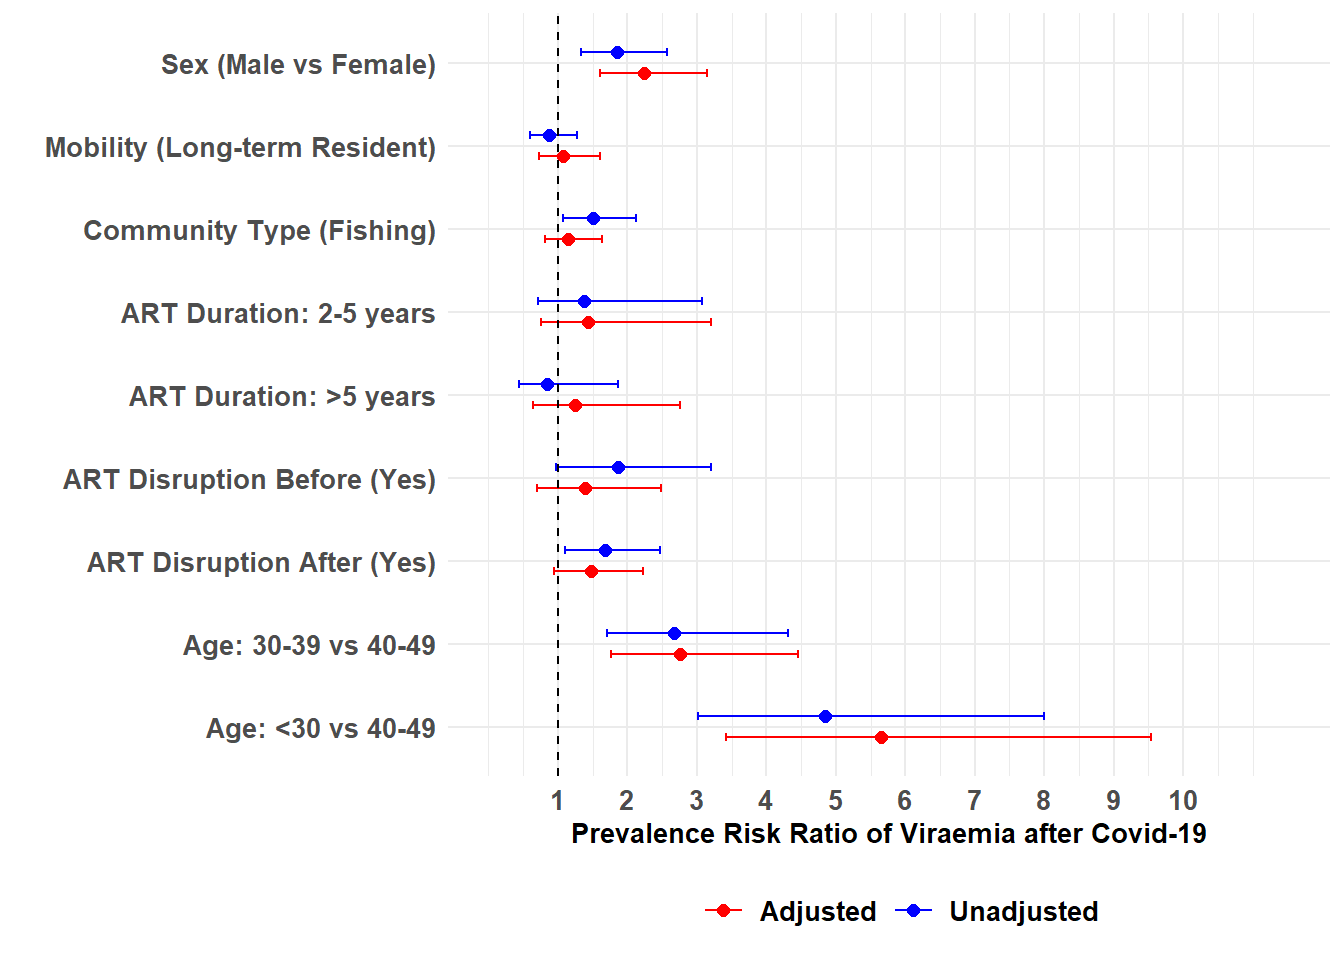 Sex (Male vs Female)
Mobility (Long-term Resident)
Community Type (Fishing)
ART Duration: 2-5 years
ART Duration: >5 years
ART Disruption Before (Yes)
ART Disruption After (Yes)
Age: 30-39 vs 40-49
Age: <30 vs 40-49
1 2 3 4 5 6 7 8 9 10
Prevalence Risk Ratio of Viraemia after Covid-19
Adjusted Unadjusted